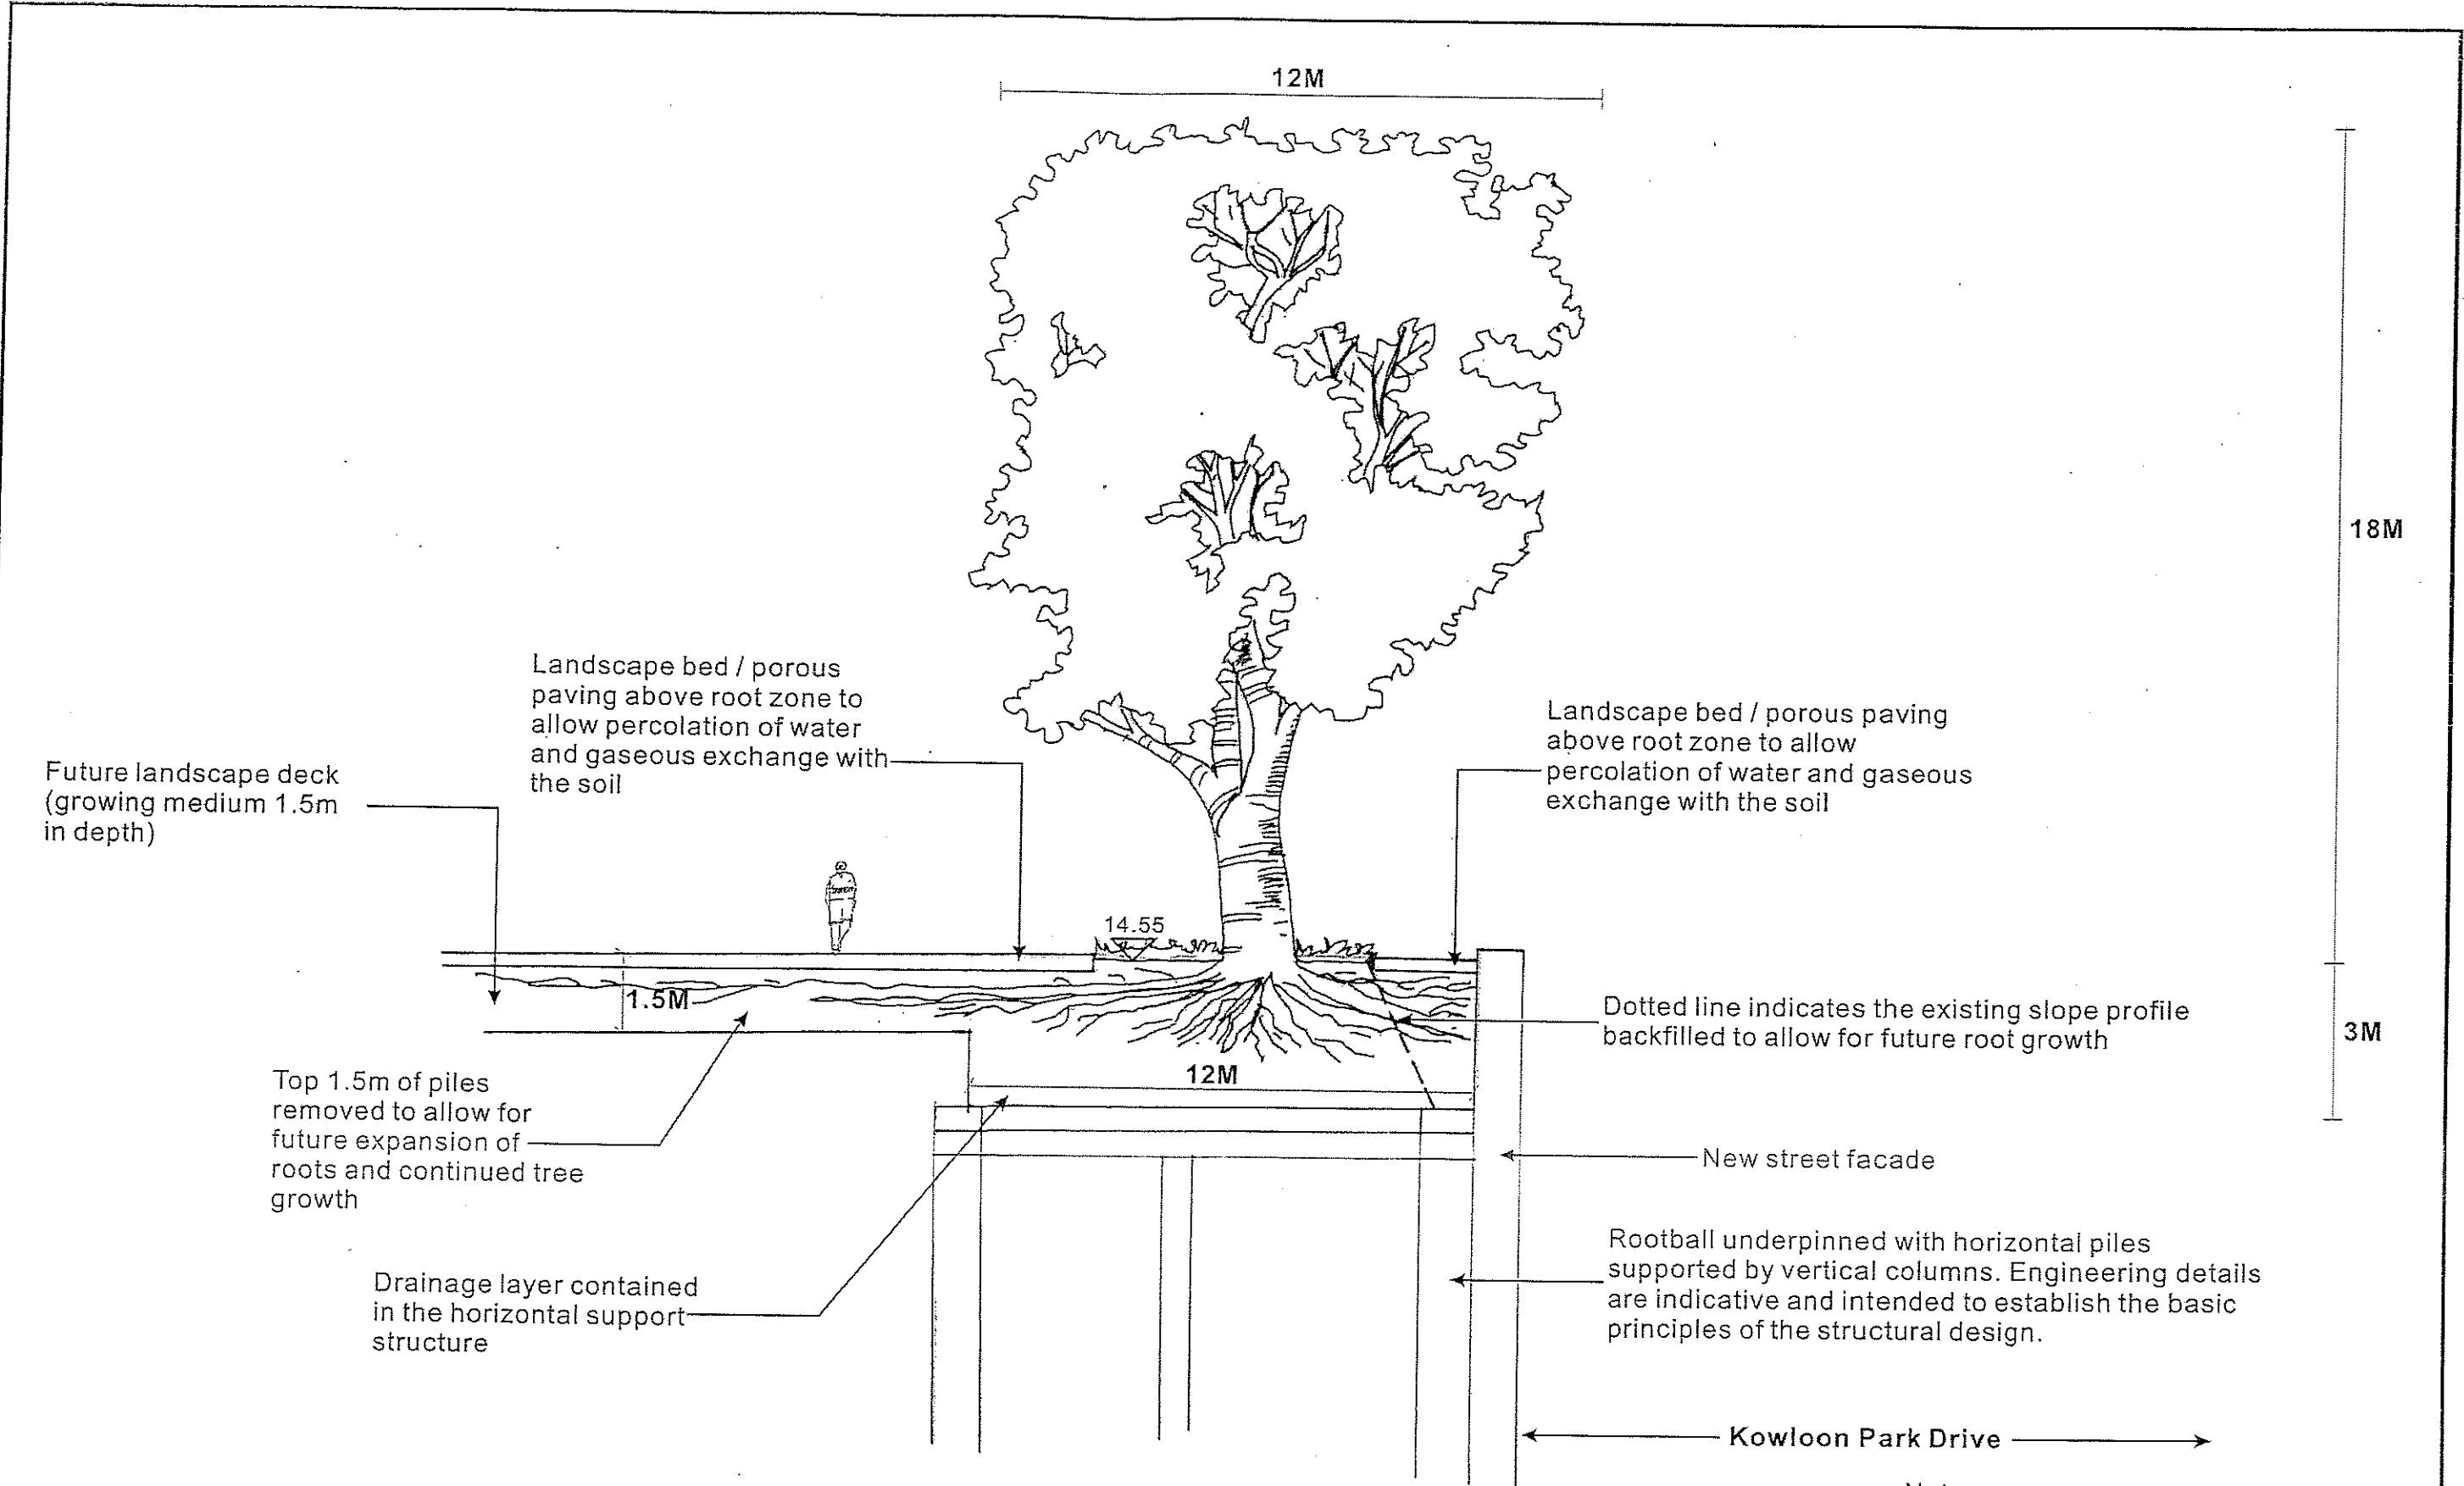 12M
18M
Landscape bed / porous
paving above root zone to
allow percolation of water
and gaseous exchange with
the soil
Landscape bed / porous paving
above root zone to allow
percolation of water and gaseous
exchange with the soil
Future landscape deck
(growing medium 1.5m
in depth)
14.55
1.5M
Dotted line indicates the existing slope profile
backfilled to allow for future root growth
3M
12M
Top 1.5m of piles
removed to allow for
future expansion of
roots and continued tree
growth
New street facade
Drainage layer contained
in the horizontal support
structure
Rootball underpinned with horizontal piles
supported by vertical columns. Engineering details
are indicative and intended to establish the basic
principles of the structural design.
Kowloon Park Drive